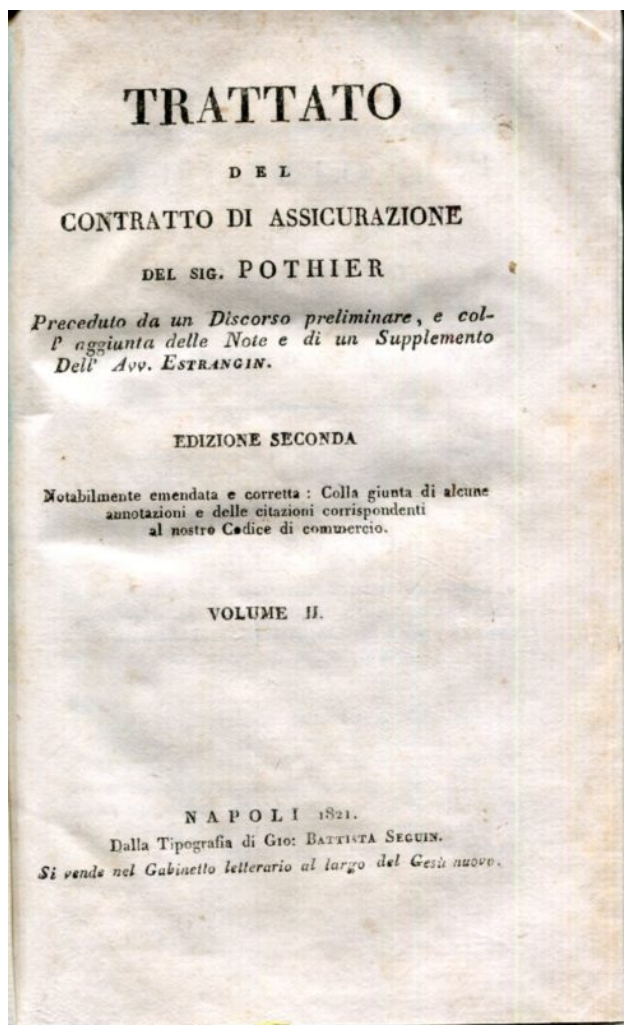 TRATTATO
DEL
CONTRATTO DI ASSICURAZIONE
DEL SIG. POTHIER
Preceduto da un Discorso preliminare, e col-
l' aggiunta delle Note e di un Supplemento
Dell' Avv. ESTRANGIN.
EDIZIONE SECONDA
Notabilmente emendata e corretta : Colla giunta di alcune
annotazioni e delle citazioni corrispondenti
al nostro Codice di commercio.
VOLUME II.
NAPOLI 1821.
Dalla Tipografia di GIO: BATTISTA SEGUIN.
Si vende nel Gabinetto letterario al largo del Gesù nuovo.